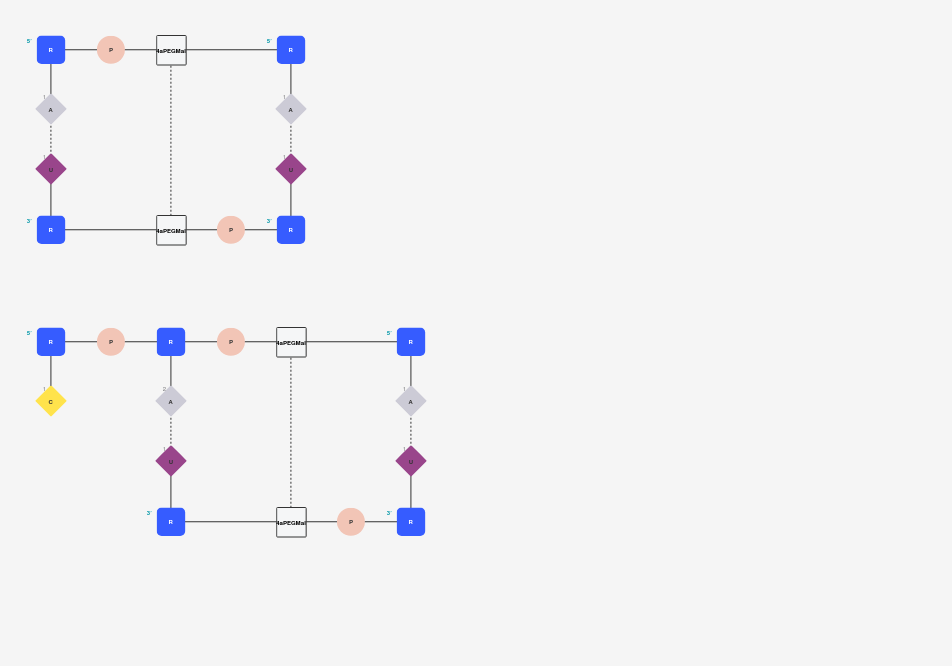 5' R P 4aPEGMal 5' R
1 A 1 A
1 U 1 U
3' R 4aPEGMal P 3' R
5' R P R P 4aPEGMal 5' R
1 C 2 A 1 A
1 U 1 U
3' R 4aPEGMal P 3' R